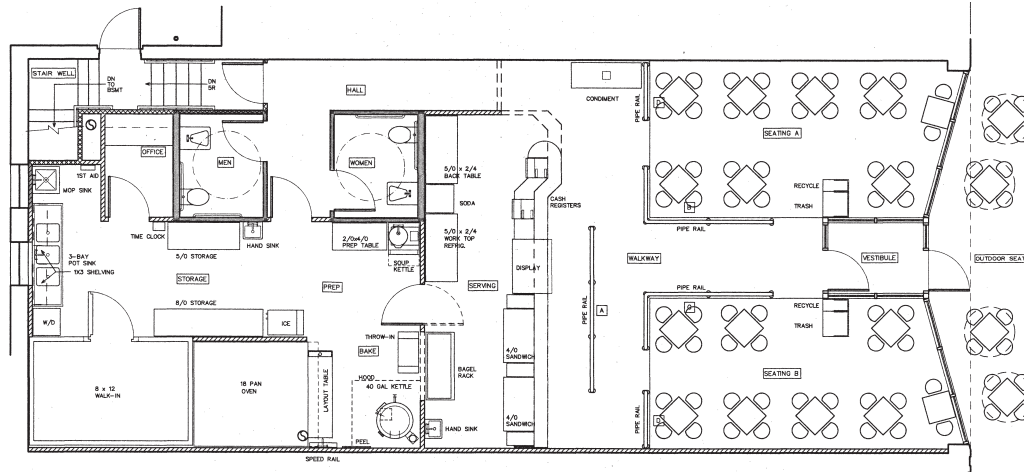 STAIR WELL
DN
TO
BSMT
DN
5R
HALL
CONDIMENT
PIPE RAIL
SEATING A
OFFICE
MEN
WOMEN
1ST AID
MOP SINK
5/0 x 2/4
BACK TABLE
SODA
CASH
REGISTERS
RECYCLE
TRASH
B
TIME CLOCK
HAND SINK
2/0x4/0
PREP TABLE
5/0 x 2/4
WORK TOP
REFRIG.
PIPE RAIL
3-BAY
POT SINK
1X3 SHELVING
5/0 STORAGE
SOUP
KETTLE
DISPLAY
WALKWAY
VESTIBULE
OUTDOOR SEAT
STORAGE
PREP
SERVING
PIPE RAIL
8/0 STORAGE
W/D
ICE
PIPE RAIL
A
RECYCLE
TRASH
THROW-IN
BAKE
4/0
SANDWICH
BAGEL
RACK
SEATING B
8 x 12
WALK-IN
18 PAN
OVEN
LAYOUT TABLE
HOOD
40 GAL KETTLE
PIPE RAIL
4/0
SANDWICH
HAND SINK
PEEL
SPEED RAIL